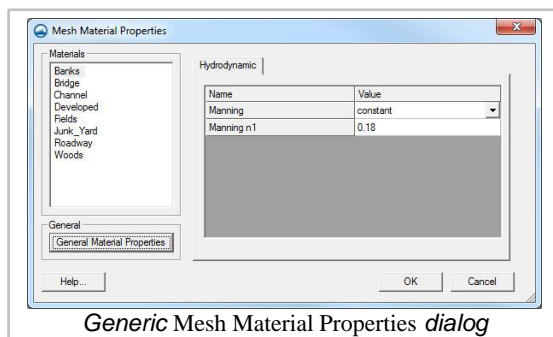 Mesh Material Properties
Materials
Banks
Bridge
Channel
Developed
Fields
Junk_Yard
Roadway
Woods
General
General Material Properties
Hydrodynamic
Name Value
Manning constant
Manning n1 0.18
Help... OK Cancel
Generic Mesh Material Properties dialog